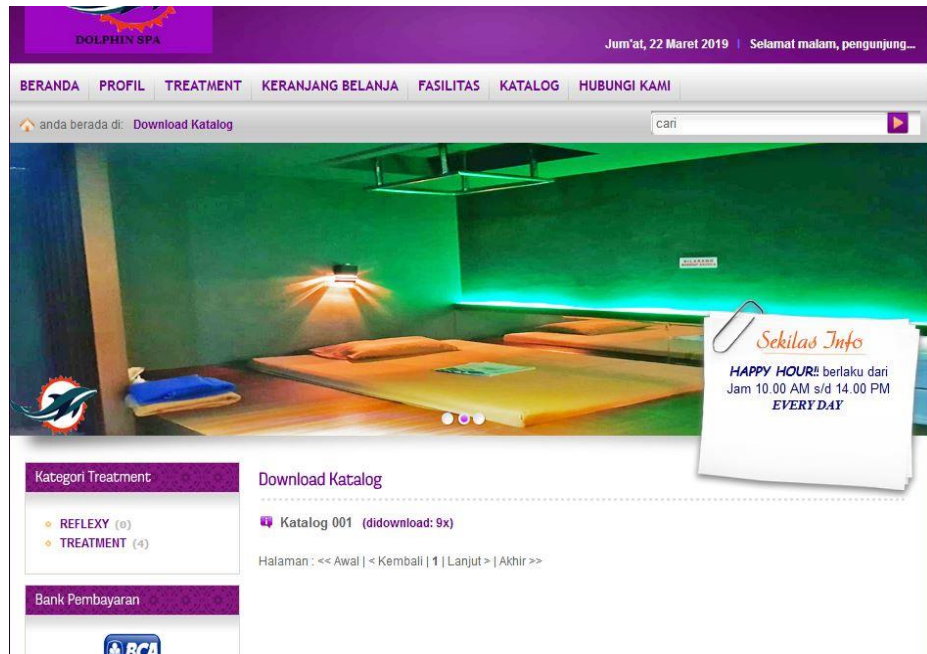 DOLPHIN SPA
Jum'at, 22 Maret 2019 | Selamat malam, pengunjung...
BERANDA PROFIL TREATMENT KERANJANG BELANJA FASILITAS KATALOG HUBUNGI KAMI
anda berada di: Download Katalog
cari
Sekilas Info
HAPPY HOUR!! berlaku dari
Jam 10.00 AM s/d 14.00 PM
EVERY DAY
Kategori Treatment
REFLEXY (0)
TREATMENT (4)
Bank Pembayaran
BCA
Download Katalog
Katalog 001 (didownload: 9x)
Halaman : << Awal | < Kembali | 1 | Lanjut > | Akhir >>